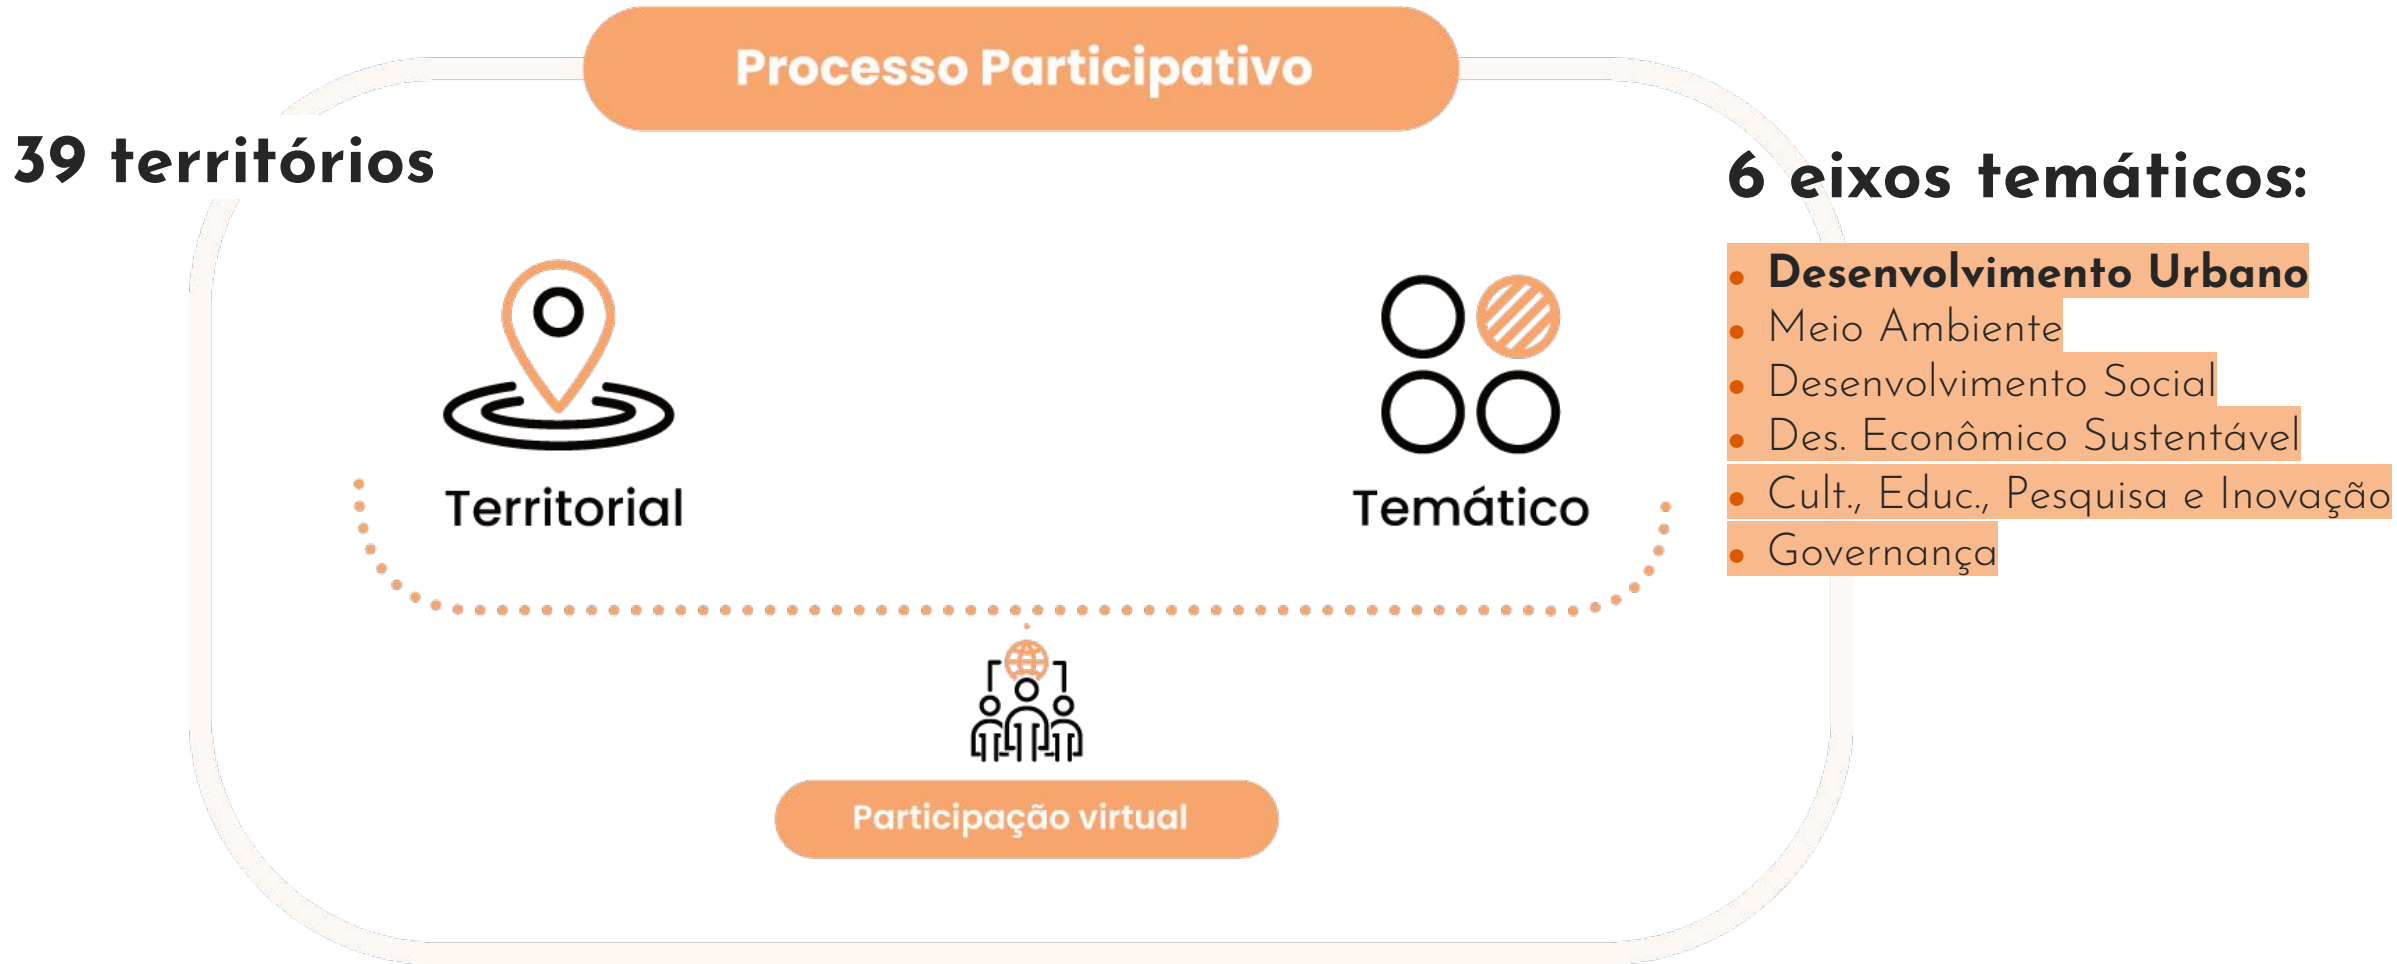 Processo Participativo
39 territórios
Territorial
Temático
6 eixos temáticos:
• Desenvolvimento Urbano
• Meio Ambiente
• Desenvolvimento Social
• Des. Econômico Sustentável
• Cult., Educ., Pesquisa e Inovação
• Governança
Participação virtual